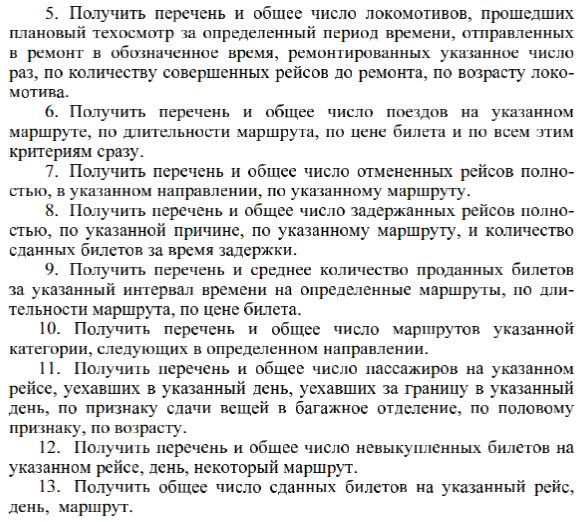 5. Получить перечень и общее число локомотивов, прошедших
плановый техосмотр за определенный период времени, отправленных
в ремонт в обозначенное время, ремонтированных указанное число
раз, по количеству совершенных рейсов до ремонта, по возрасту локо-
мотива.
6. Получить перечень и общее число поездов на указанном
маршруте, по длительности маршрута, по цене билета и по всем этим
критериям сразу.
7. Получить перечень и общее число отмененных рейсов полно-
стью, в указанном направлении, по указанному маршруту.
8. Получить перечень и общее число задержанных рейсов полно-
стью, по указанной причине, по указанному маршруту, и количество
сданных билетов за время задержки.
9. Получить перечень и среднее количество проданных билетов
за указанный интервал времени на определенные маршруты, по дли-
тельности маршрута, по цене билета.
10. Получить перечень и общее число маршрутов указанной
категории, следующих в определенном направлении.
11. Получить перечень и общее число пассажиров на указанном
рейсе, уехавших в указанный день, уехавших за границу в указанный
день, по признаку сдачи вещей в багажное отделение, по половому
признаку, по возрасту.
12. Получить перечень и общее число невыкупленных билетов на
указанном рейсе, день, некоторый маршрут.
13. Получить общее число сданных билетов на указанный рейс,
день, маршрут.